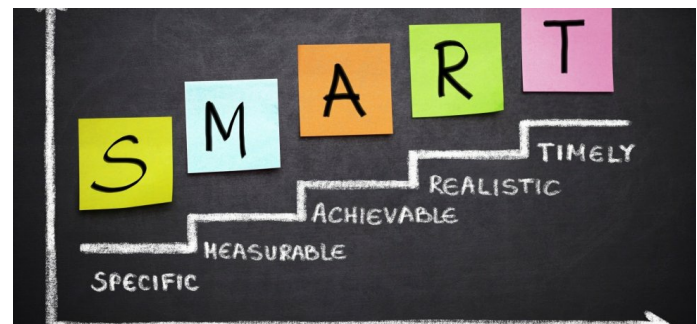 S M A R T
TIMELY
REALISTIC
ACHIEVABLE
MEASURABLE
SPECIFIC